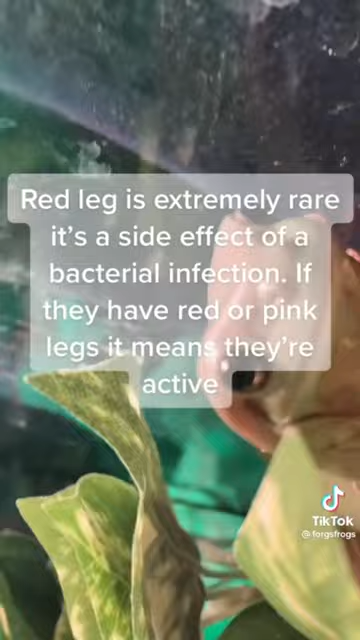 Red leg is extremely rare
it's a side effect of a
bacterial infection. If
they have red or pink
legs it means they're
active
TikTok
@forgsfrogs